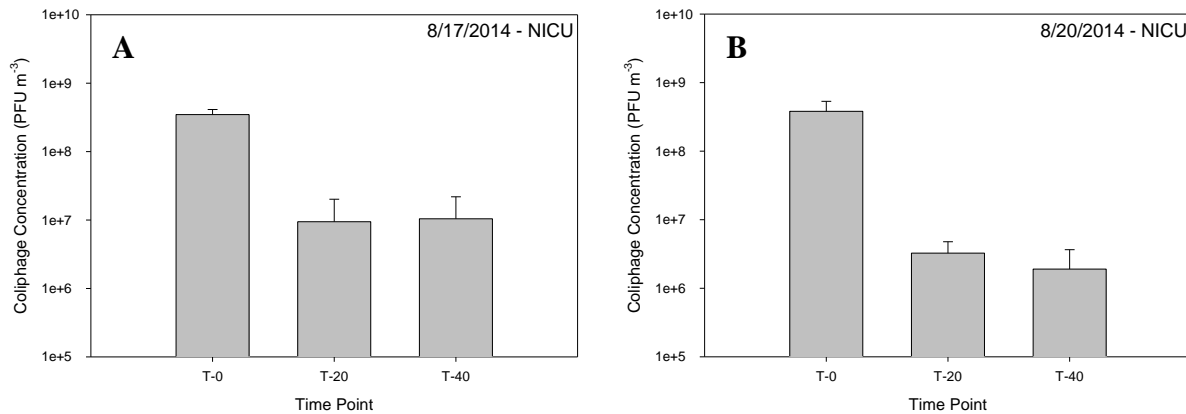 A
8/17/2014 - NICU
Coliphage Concentration (PFU m⁻³)
1e+10
1e+9
1e+8
1e+7
1e+6
1e+5
T-0 T-20 T-40
Time Point
B
8/20/2014 - NICU
Coliphage Concentration (PFU m⁻³)
1e+10
1e+9
1e+8
1e+7
1e+6
1e+5
T-0 T-20 T-40
Time Point